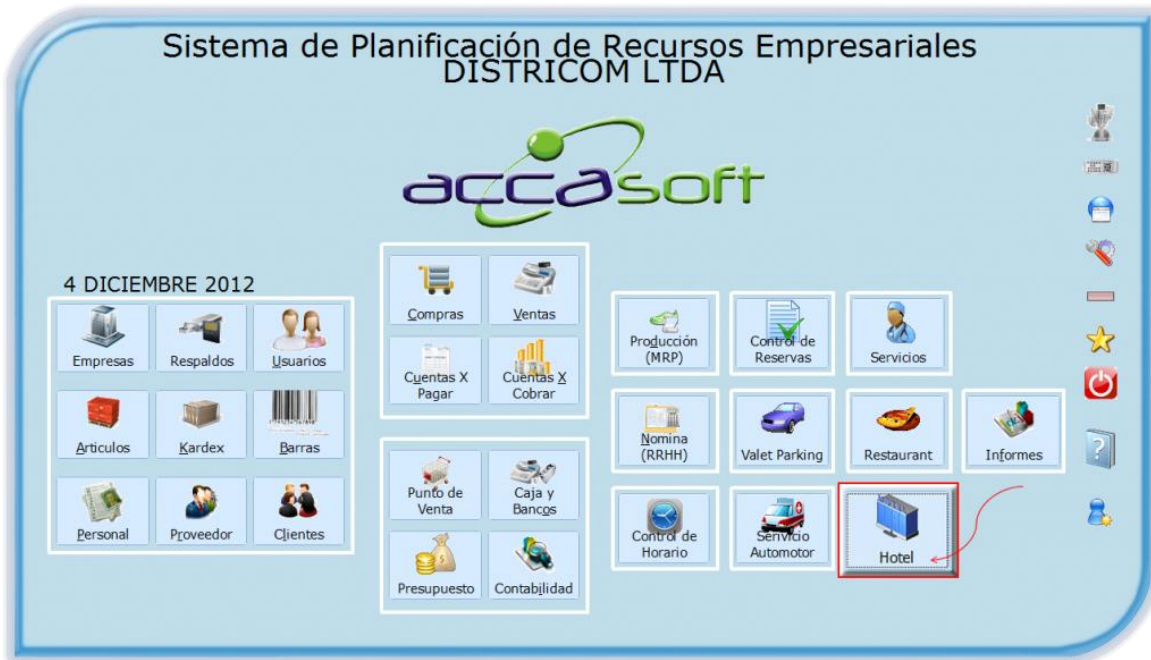 Sistema de Planificación de Recursos Empresariales
DISTRICOM LTDA
accasoft
4 DICIEMBRE 2012
Empresas
Respaldos
Usuarios
Articulos
Kardex
Barras
Personal
Proveedor
Clientes
Compras
Ventas
Cuentas X
Pagar
Cuentas X
Cobrar
Punto de
Venta
Caja y
Bancos
Presupuesto
Contabilidad
Producción
(MRP)
Control de
Reservas
Servicios
Nomina
(RRHH)
Valet Parking
Restaurant
Informes
Control de
Horario
Serivicio
Automotor
Hotel